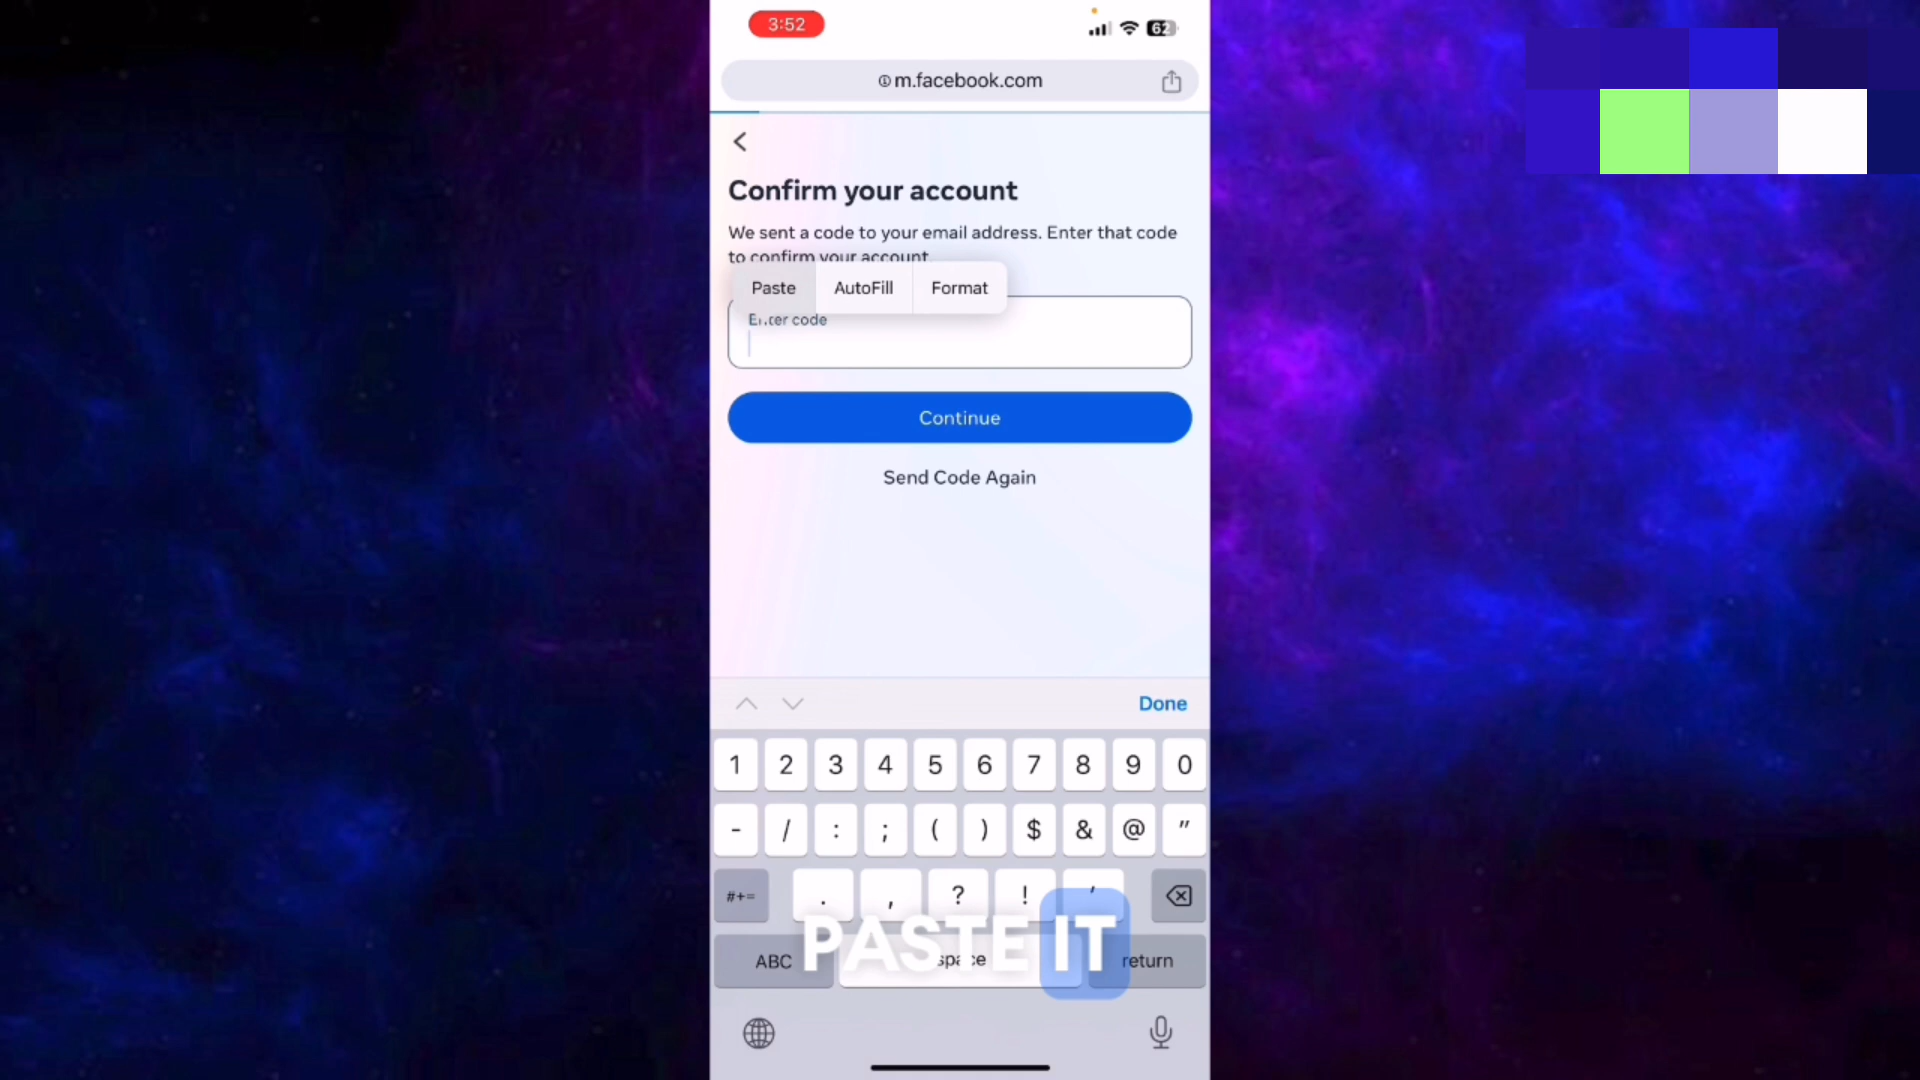 3:52
62
m.facebook.com
Confirm your account
We sent a code to your email address. Enter that code
to confirm your account.
Paste AutoFill Format
Enter code
Continue
Send Code Again
Done
1 2 3 4 5 6 7 8 9 0
- / : ; ( ) $ & @ "
#+= . , ? ! '
PASTE IT
ABC space return